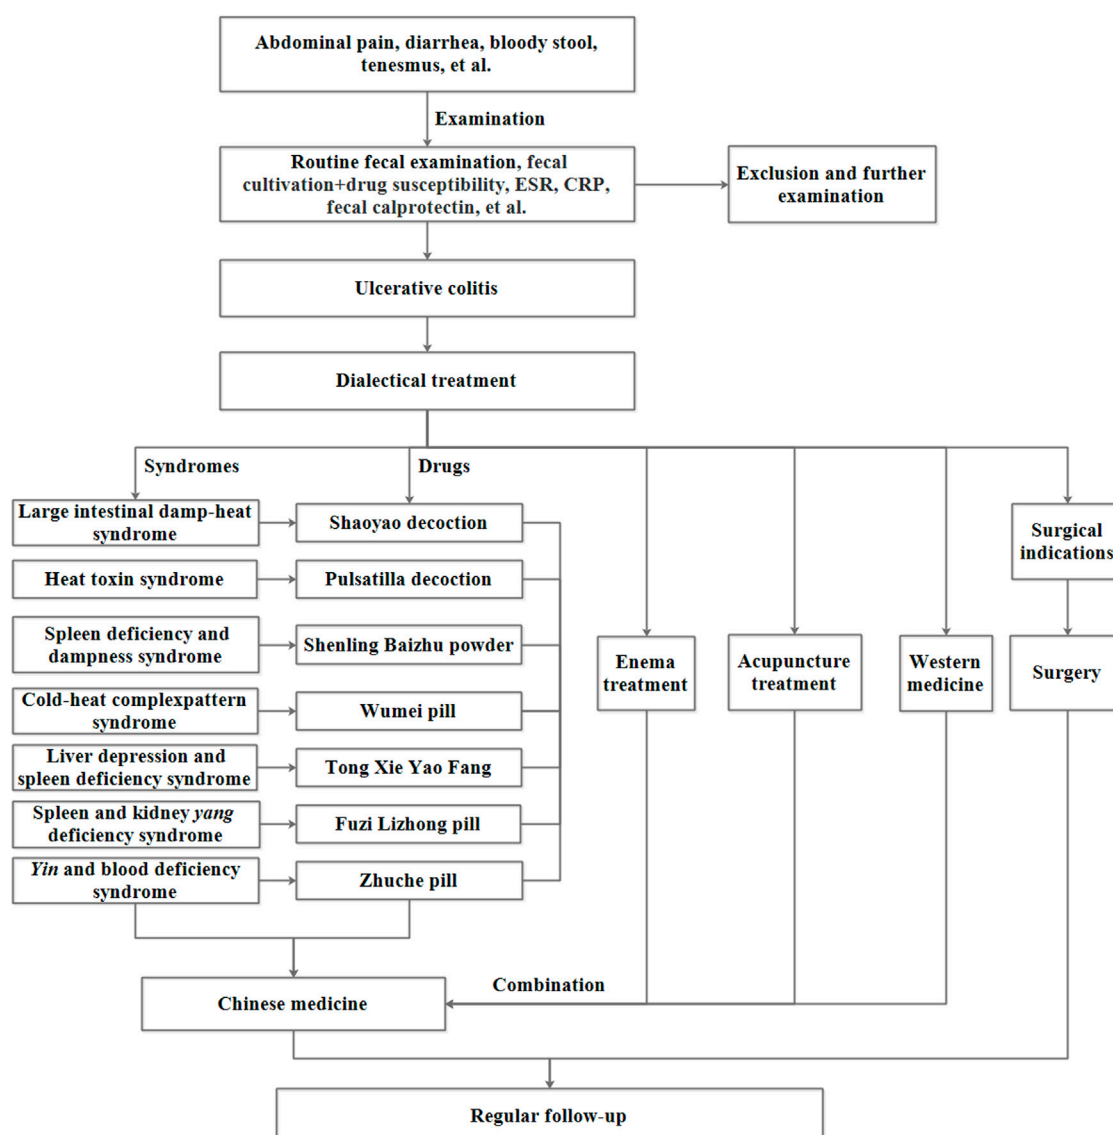 Abdominal pain, diarrhea, bloody stool,
tenesmus, et al.
Examination
Routine fecal examination, fecal
cultivation+drug susceptibility, ESR, CRP,
fecal calprotectin, et al.
Exclusion and further
examination
Ulcerative colitis
Dialectical treatment
Syndromes
Drugs
Large intestinal damp-heat
syndrome
Shaoyao decoction
Heat toxin syndrome
Pulsatilla decoction
Spleen deficiency and
dampness syndrome
Shenling Baizhu powder
Cold-heat complexpattern
syndrome
Wumei pill
Liver depression and
spleen deficiency syndrome
Tong Xie Yao Fang
Spleen and kidney yang
deficiency syndrome
Fuzi Lizhong pill
Yin and blood deficiency
syndrome
Zhuche pill
Enema
treatment
Acupuncture
treatment
Western
medicine
Surgical
indications
Surgery
Combination
Chinese medicine
Regular follow-up